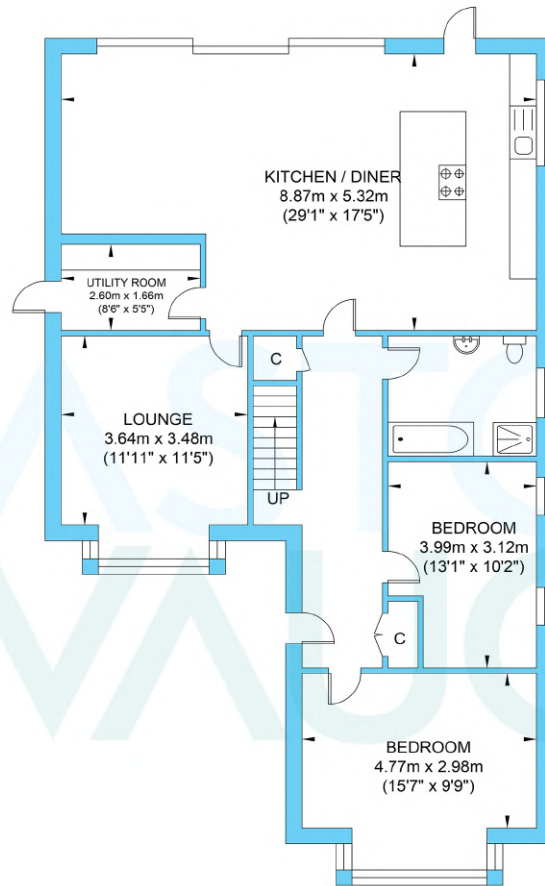 KITCHEN / DINER
8.87m x 5.32m
(29'1" x 17'5")
UTILITY ROOM
2.60m x 1.66m
(8'6" x 5'5")
C
LOUNGE
3.64m x 3.48m
(11'11" x 11'5")
UP
BEDROOM
3.99m x 3.12m
(13'1" x 10'2")
C
BEDROOM
4.77m x 2.98m
(15'7" x 9'9")